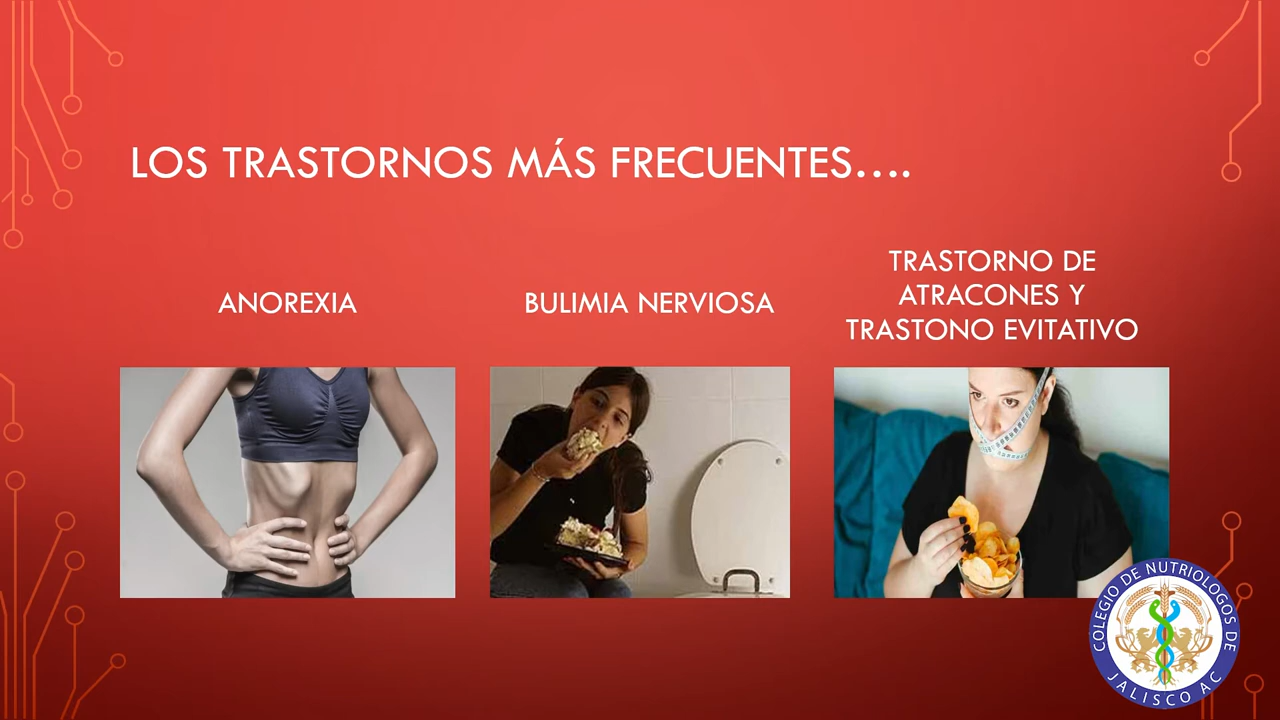 LOS TRASTORNOS MÁS FRECUENTES....
ANOREXIA
BULIMIA NERVIOSA
TRASTORNO DE
ATRACONES Y
TRASTONO EVITATIVO
COLEGIO DE NUTRIOLOGOS DE
JALISCO AC